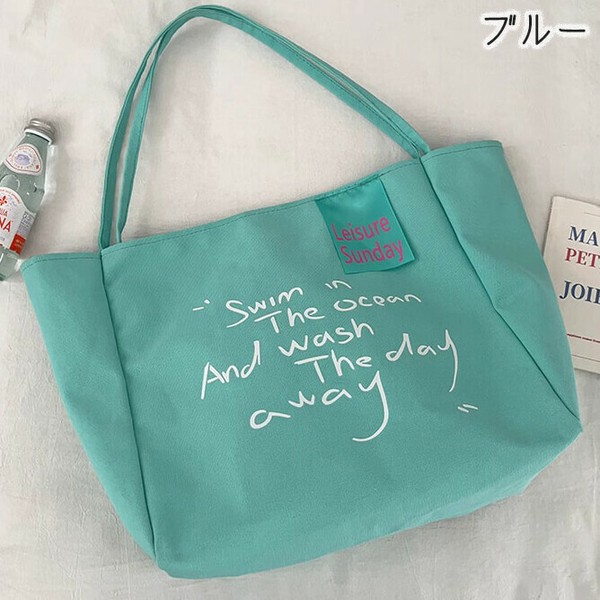 ブルー
Leisure
Sunday
Swim in
The ocean
And wash
The day
away
MA
PET
JOIE